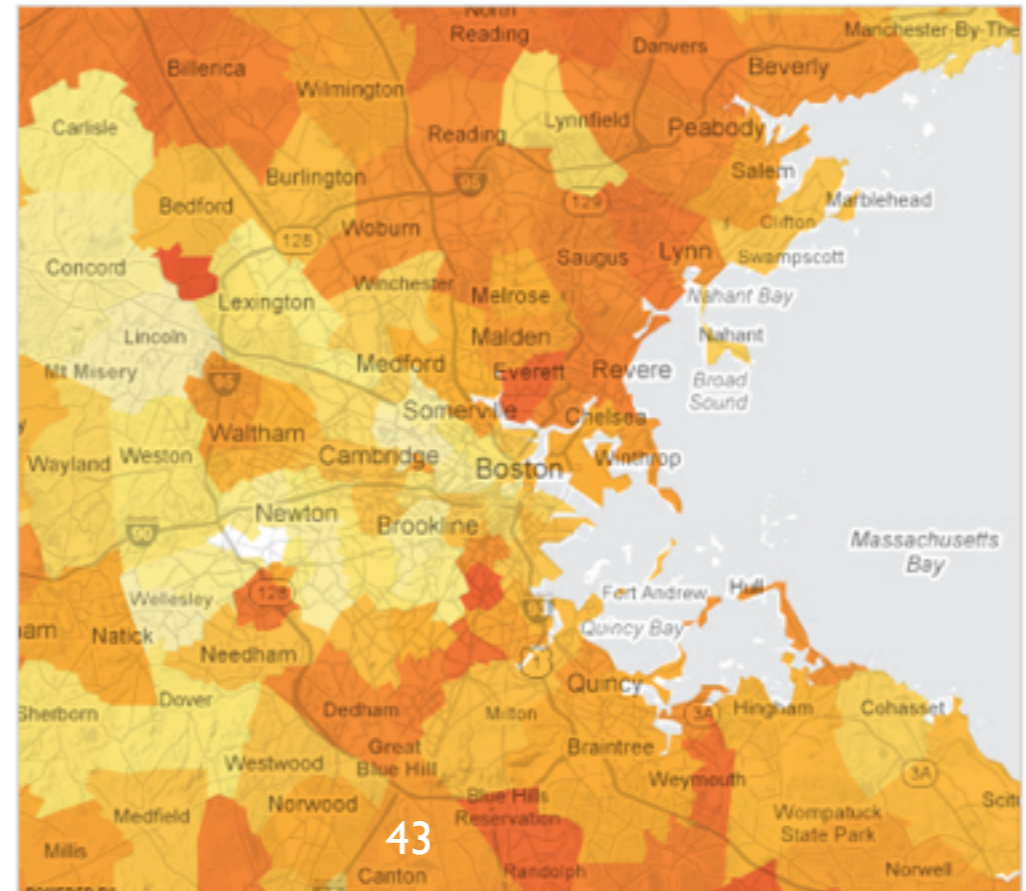 North
Reading
Danvers
Manchester-By-The
Billerica
Beverly
Wilmington
Carlisle
Reading
Lynnfield
Peabody
Salem
95
Burlington
129
Bedford
Marblehead
Clifton
Woburn
128
Saugus
Lynn
Swampscott
Concord
Winchester
Melrose
Nahant Bay
Lexington
Lincoln
Malden
Nahant
Medford
Everett
Revere
Mt Misery
95
Broad
Sound
Somerville
Chelsea
Waltham
Cambridge
Boston
Winthrop
Wayland
Weston
Newton
Brookline
90
Massachusetts
Bay
1
Wellesley
128
Fort Andrew
Hull
93
Quincy Bay
Natick
Needham
1
Quincy
Sherborn
Dover
Dedham
Milton
3A
Hingham
Cohasset
Great
Blue Hill
Braintree
Westwood
Weymouth
3A
Medfield
Norwood
Blue Hills
Reservation
Wompatuck
State Park
43
Millis
Canton
Randolph
Norwell